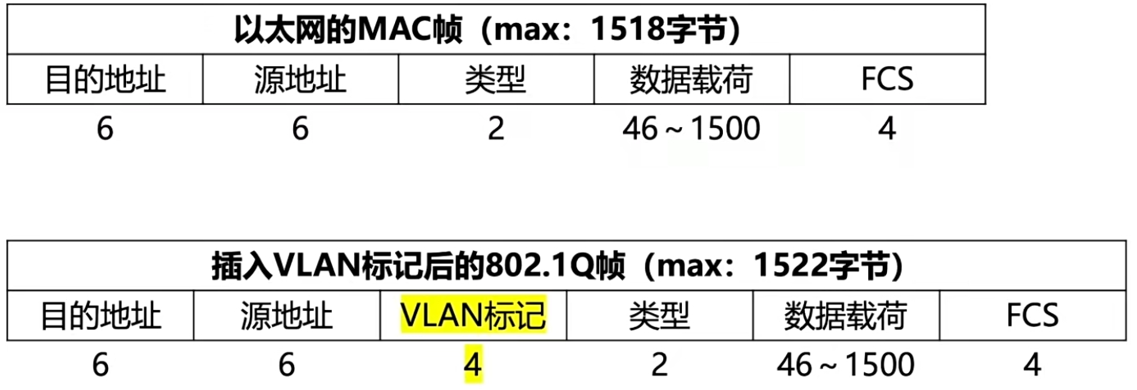 以太网的MAC帧（max：1518字节）
目的地址 源地址 类型 数据载荷 FCS
6 6 2 46～1500 4
插入VLAN标记后的802.1Q帧（max：1522字节）
目的地址 源地址 VLAN标记 类型 数据载荷 FCS
6 6 4 2 46～1500 4